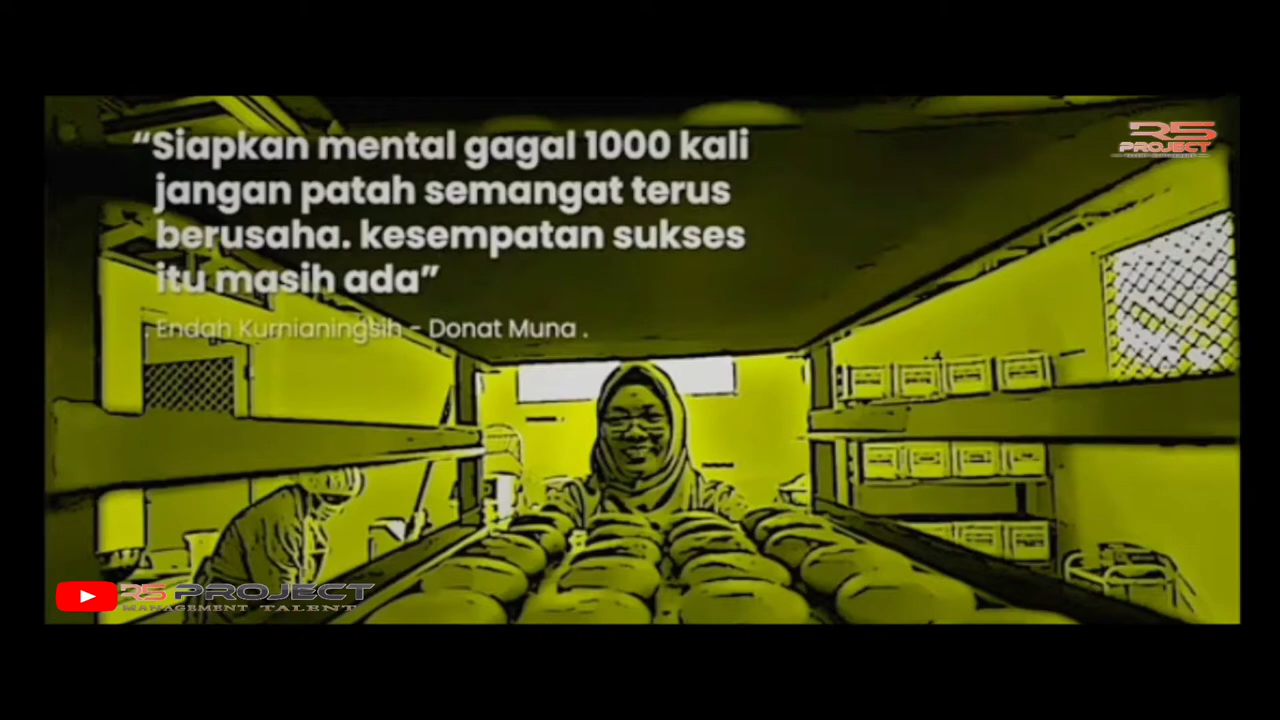 “Siapkan mental gagal 1000 kali
jangan patah semangat terus
berusaha. kesempatan sukses
itu masih ada”
. Endah Kurnianingsih - Donat Muna .
R5
PROJECT
R5 PROJECT
MANAGEMENT TALENT